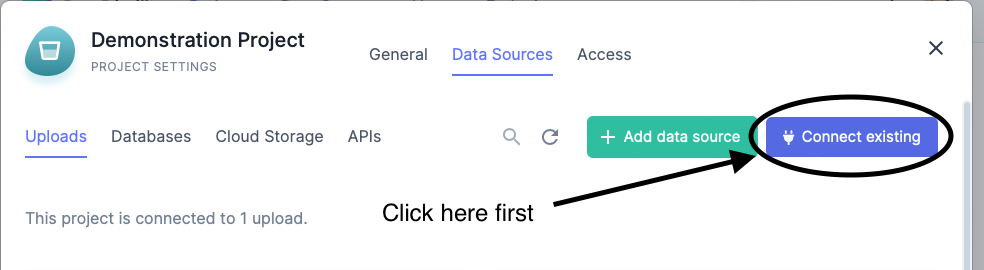 Demonstration Project
PROJECT SETTINGS
General Data Sources Access
Uploads Databases Cloud Storage APIs
+ Add data source
Connect existing
Click here first
This project is connected to 1 upload.